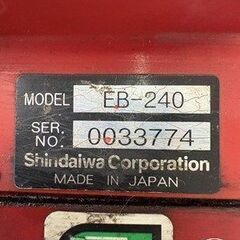 MODEL EB-240
SER. NO. 0033774
Shindaiwa Corporation
MADE IN JAPAN